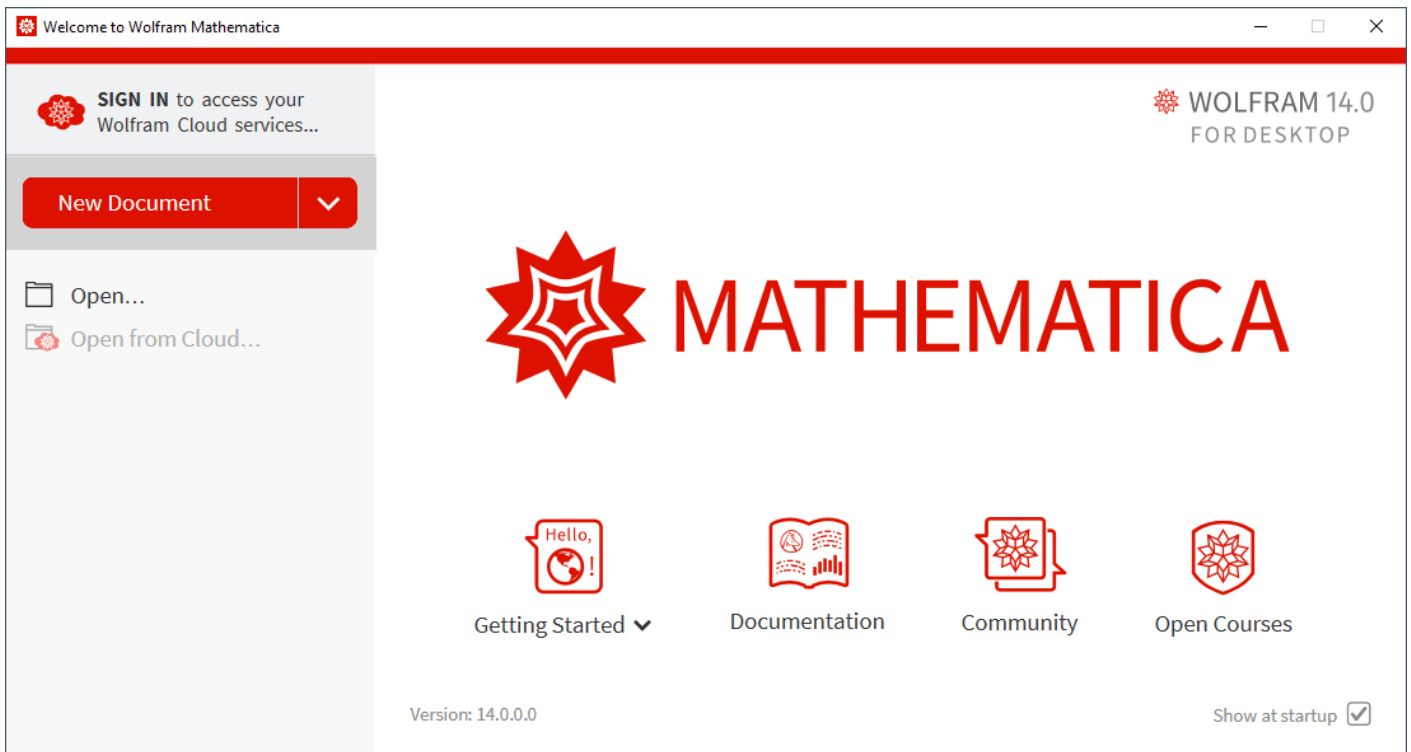 Welcome to Wolfram Mathematica
SIGN IN to access your
Wolfram Cloud services...
New Document
Open...
Open from Cloud...
WOLFRAM 14.0
FOR DESKTOP
MATHEMATICA
Hello,
!
Getting Started
Documentation
Community
Open Courses
Version: 14.0.0.0
Show at startup